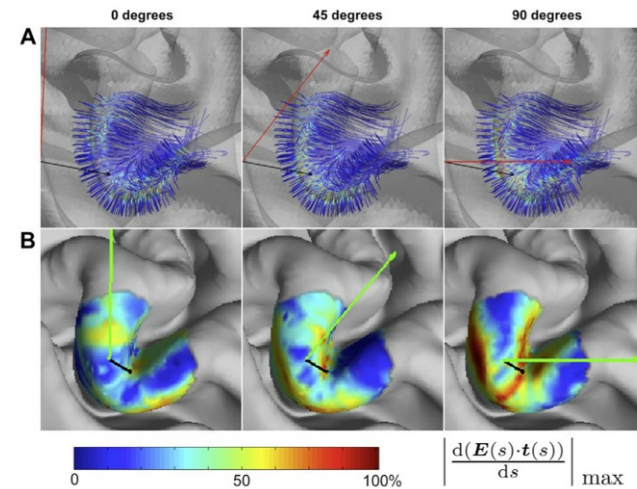 0 degrees 45 degrees 90 degrees
A
B
0 50 100%
| d(E(s)·t(s)) / ds | max